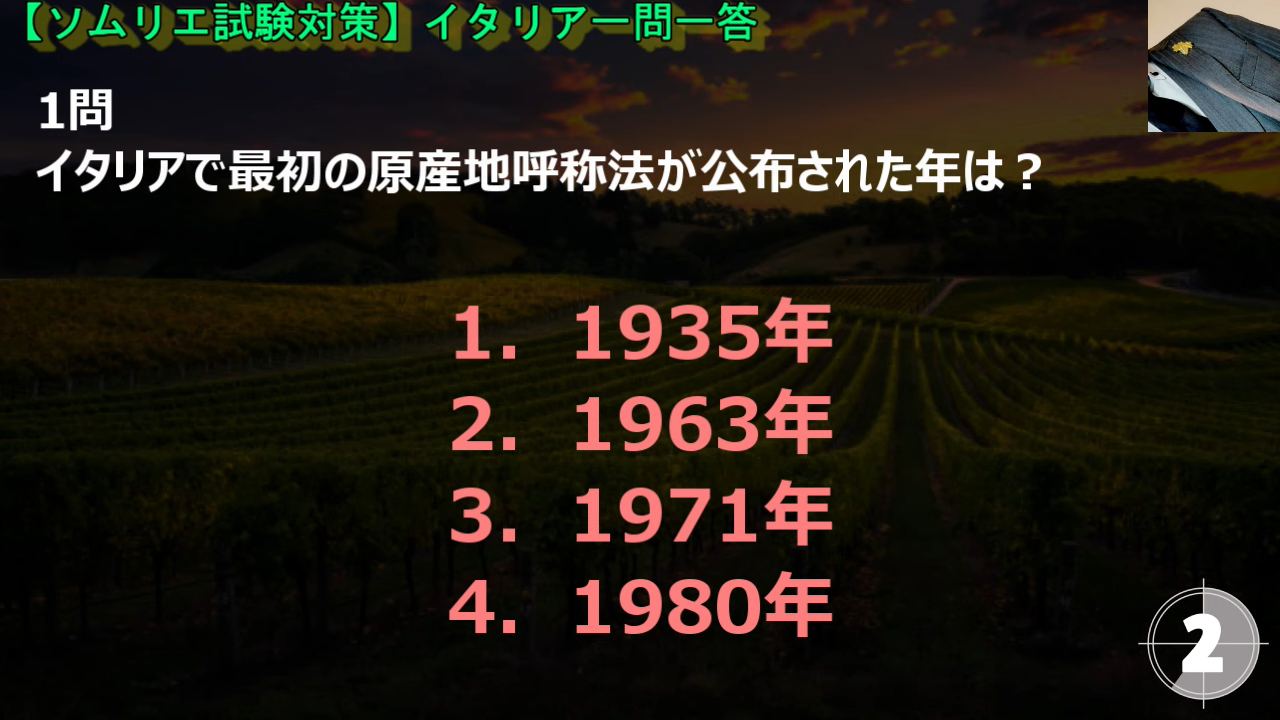 【ソムリエ試験対策】イタリア一問一答
1問
イタリアで最初の原産地呼称法が公布された年は？
1. 1935年
2. 1963年
3. 1971年
4. 1980年
2